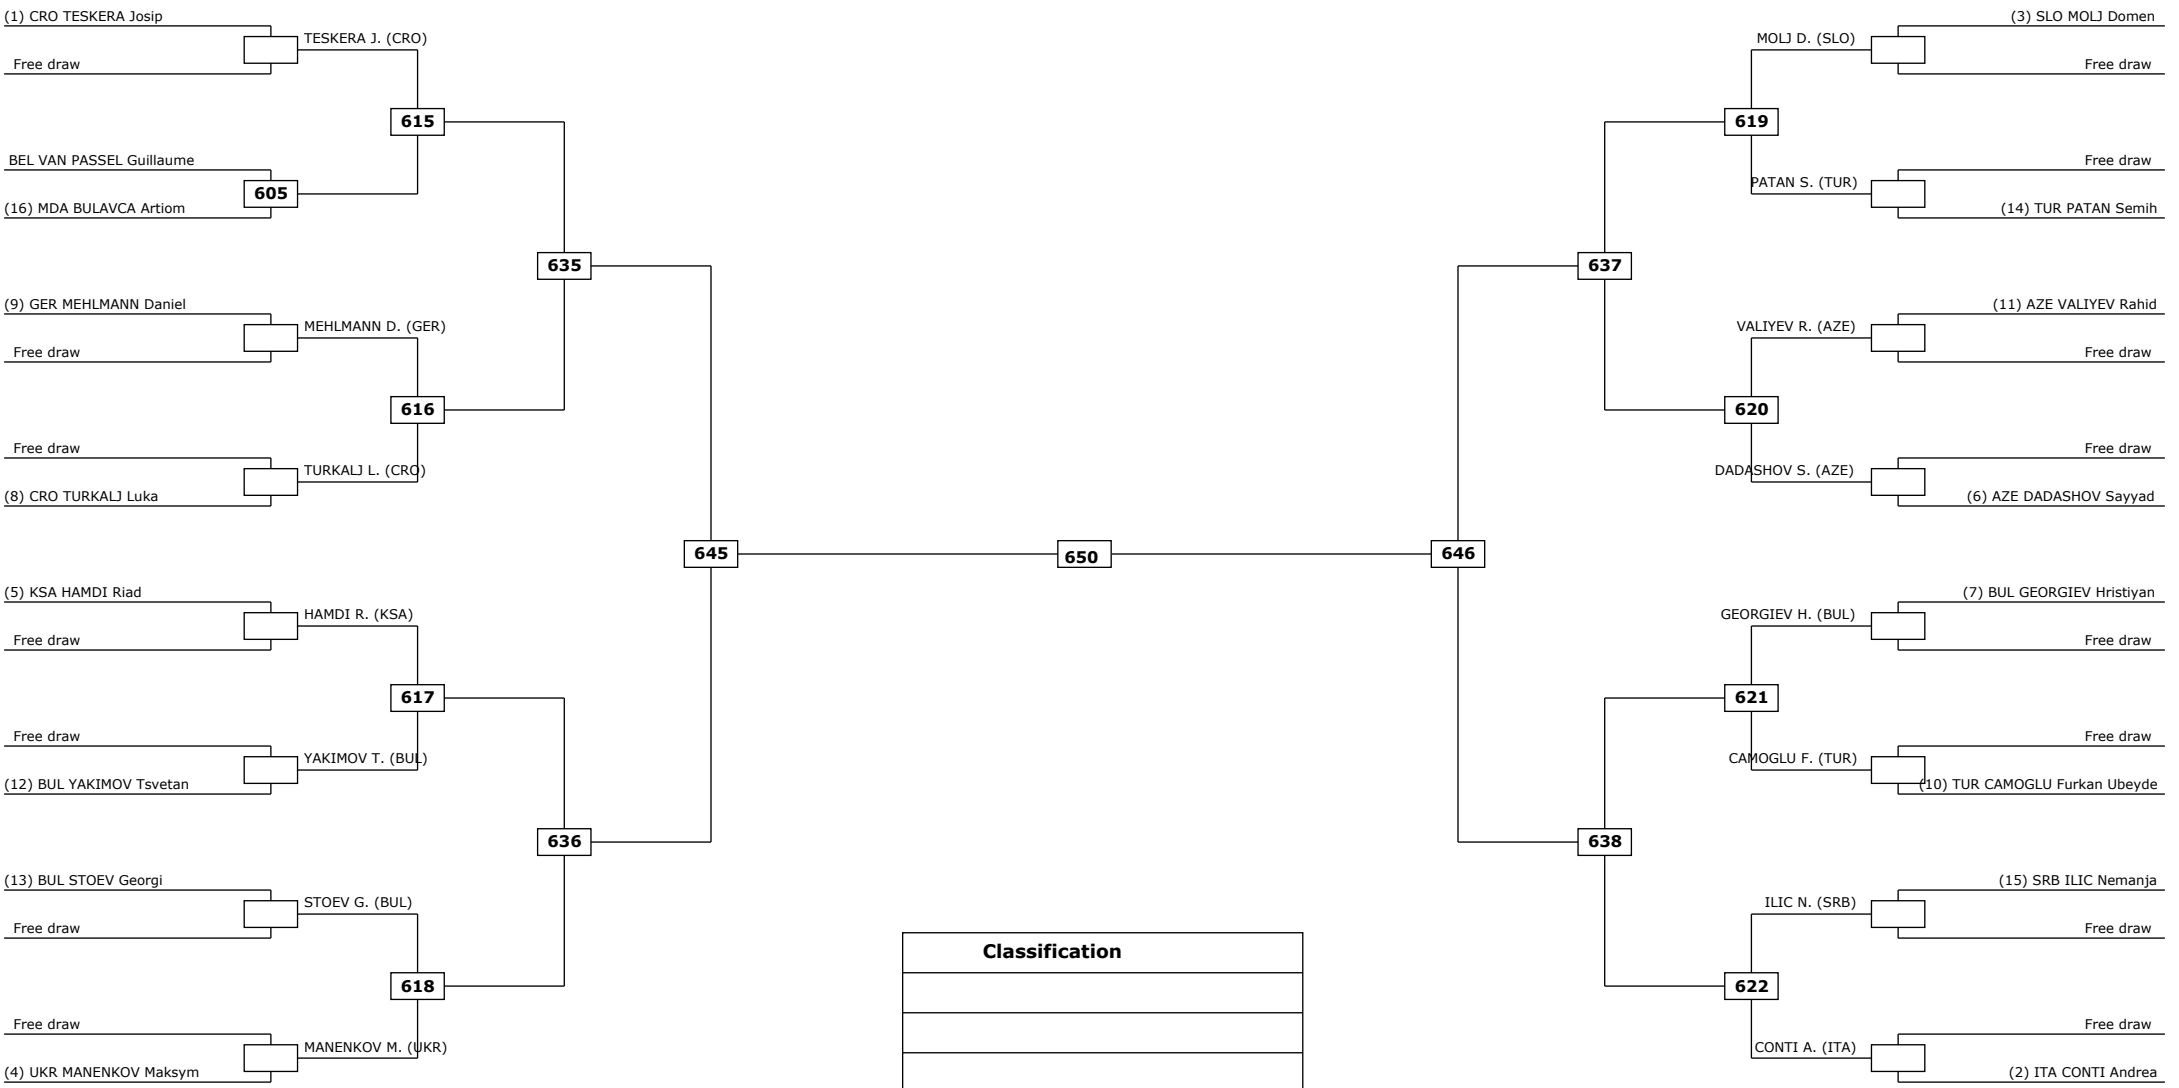 (1) CRO TESKERA Josip
TESKERA J. (CRO)
Free draw
615
BEL VAN PASSEL Guillaume
605
(16) MDA BULAVCA Artiom
635
(9) GER MEHLMANN Daniel
MEHLMANN D. (GER)
Free draw
616
Free draw
TURKALJ L. (CRO)
(8) CRO TURKALJ Luka
645
(5) KSA HAMDI Riad
HAMDI R. (KSA)
Free draw
617
Free draw
YAKIMOV T. (BUL)
(12) BUL YAKIMOV Tsvetan
636
(13) BUL STOEV Georgi
STOEV G. (BUL)
Free draw
618
Free draw
MANENKOV M. (UKR)
(4) UKR MANENKOV Maksym
650
(3) SLO MOLJ Domen
MOLJ D. (SLO)
Free draw
619
Free draw
PATAN S. (TUR)
(14) TUR PATAN Semih
637
(11) AZE VALIYEV Rahid
VALIYEV R. (AZE)
Free draw
620
Free draw
DADASHOV S. (AZE)
(6) AZE DADASHOV Sayyad
646
(7) BUL GEORGIEV Hristiyan
GEORGIEV H. (BUL)
Free draw
621
Free draw
CAMOGLU F. (TUR)
(10) TUR CAMOGLU Furkan Ubeyde
638
(15) SRB ILIC Nemanja
ILIC N. (SRB)
Free draw
622
Free draw
CONTI A. (ITA)
(2) ITA CONTI Andrea
Classification